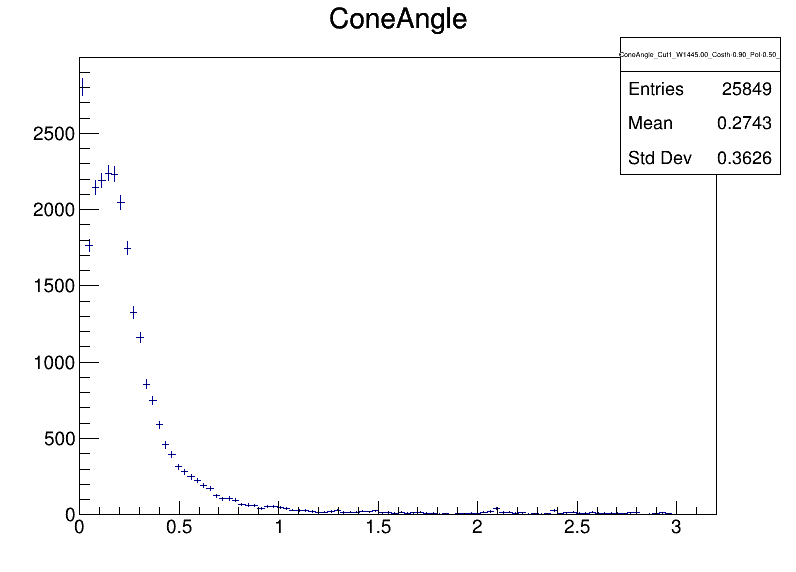 ConeAngle
ConeAngle_Cut1_W1445.00_Costh-0.90_Pol-0.50_
Entries 25849
Mean 0.2743
Std Dev 0.3626
2500
2000
1500
1000
500
0
0 0.5 1 1.5 2 2.5 3